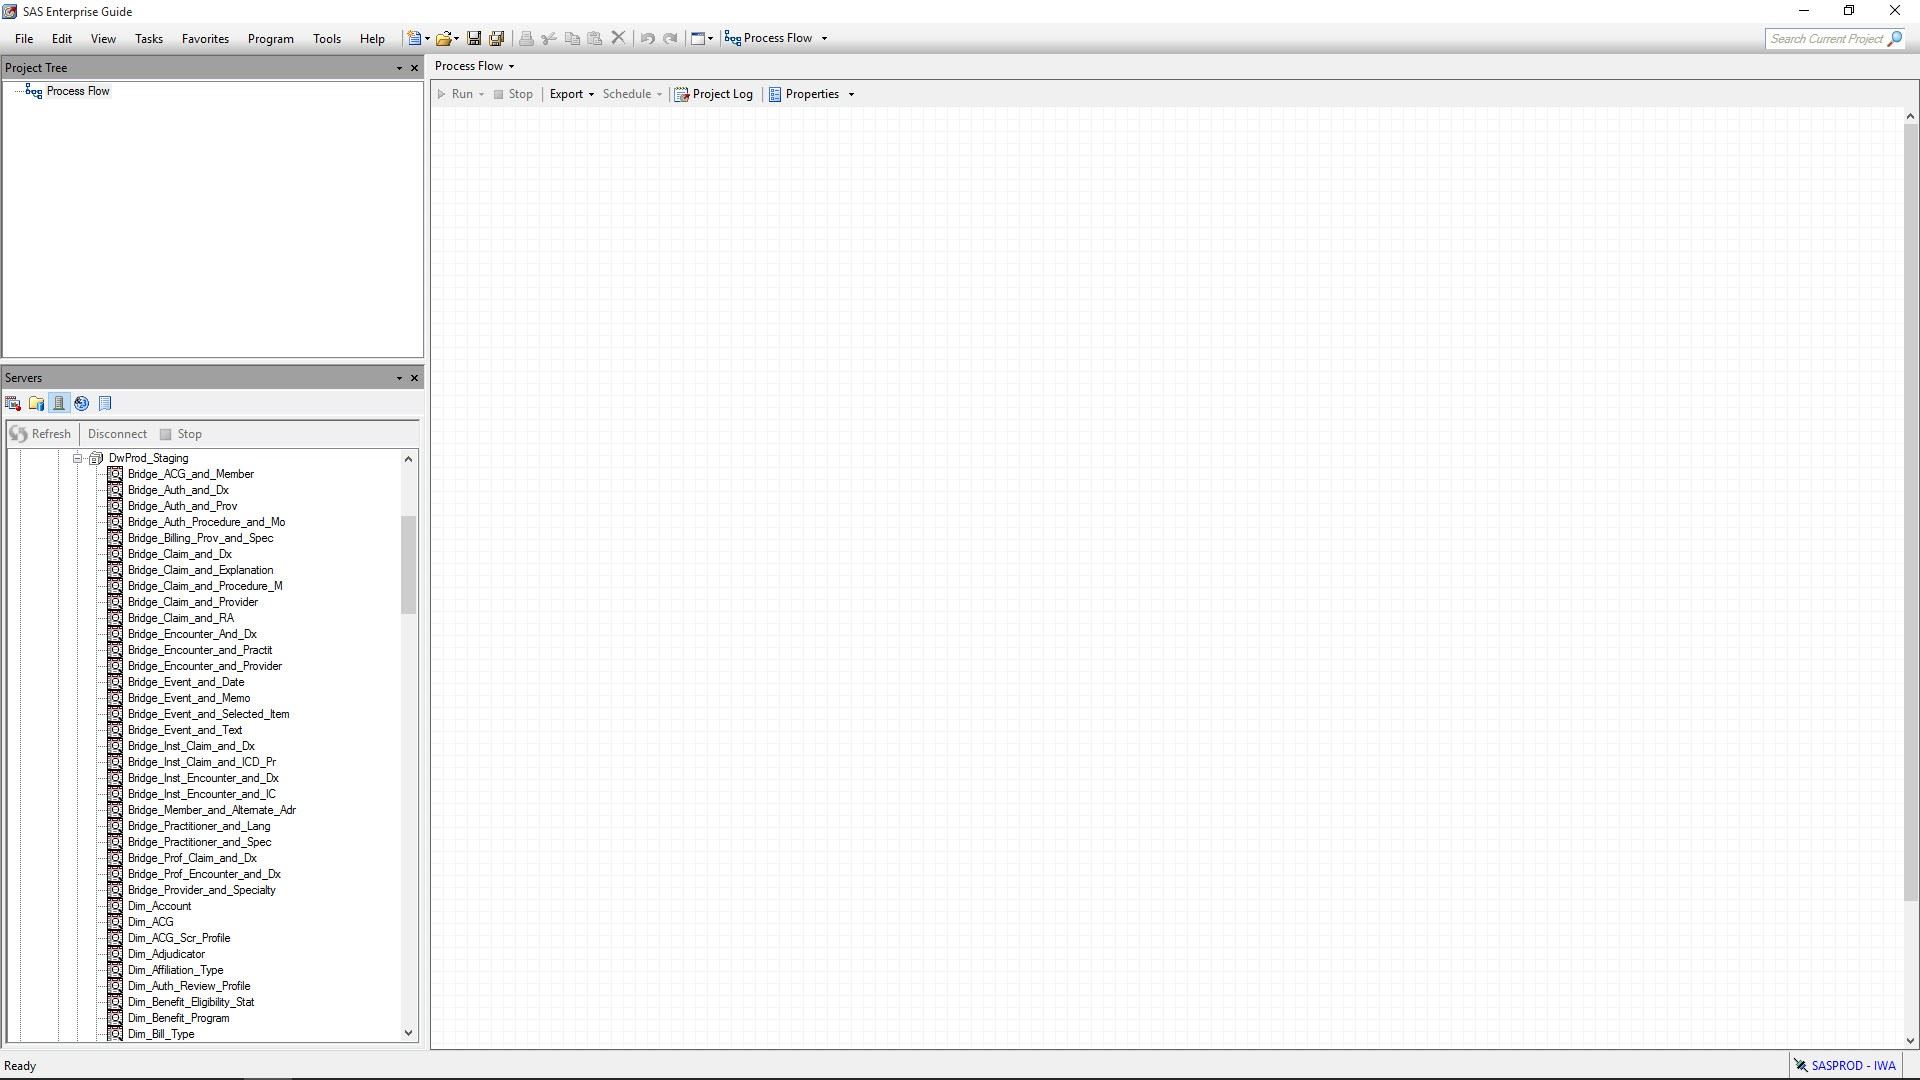 SAS Enterprise Guide
File Edit View Tasks Favorites Program Tools Help Process Flow Search Current Project
Project Tree
Process Flow
Process Flow
Run Stop Export Schedule Project Log Properties
Servers
Refresh Disconnect Stop
DwProd_Staging
Bridge_ACG_and_Member
Bridge_Auth_and_Dx
Bridge_Auth_and_Prov
Bridge_Auth_Procedure_and_Mo
Bridge_Billing_Prov_and_Spec
Bridge_Claim_and_Dx
Bridge_Claim_and_Explanation
Bridge_Claim_and_Procedure_M
Bridge_Claim_and_Provider
Bridge_Claim_and_RA
Bridge_Encounter_And_Dx
Bridge_Encounter_and_Practit
Bridge_Encounter_and_Provider
Bridge_Event_and_Date
Bridge_Event_and_Memo
Bridge_Event_and_Selected_Item
Bridge_Event_and_Text
Bridge_Inst_Claim_and_Dx
Bridge_Inst_Claim_and_ICD_Pr
Bridge_Inst_Encounter_and_Dx
Bridge_Inst_Encounter_and_IC
Bridge_Member_and_Alternate_Adr
Bridge_Practitioner_and_Lang
Bridge_Practitioner_and_Spec
Bridge_Prof_Claim_and_Dx
Bridge_Prof_Encounter_and_Dx
Bridge_Provider_and_Specialty
Dim_Account
Dim_ACG
Dim_ACG_Scr_Profile
Dim_Adjudicator
Dim_Affiliation_Type
Dim_Auth_Review_Profile
Dim_Benefit_Eligibility_Stat
Dim_Benefit_Program
Dim_Bill_Type
Ready
SASPROD - IWA